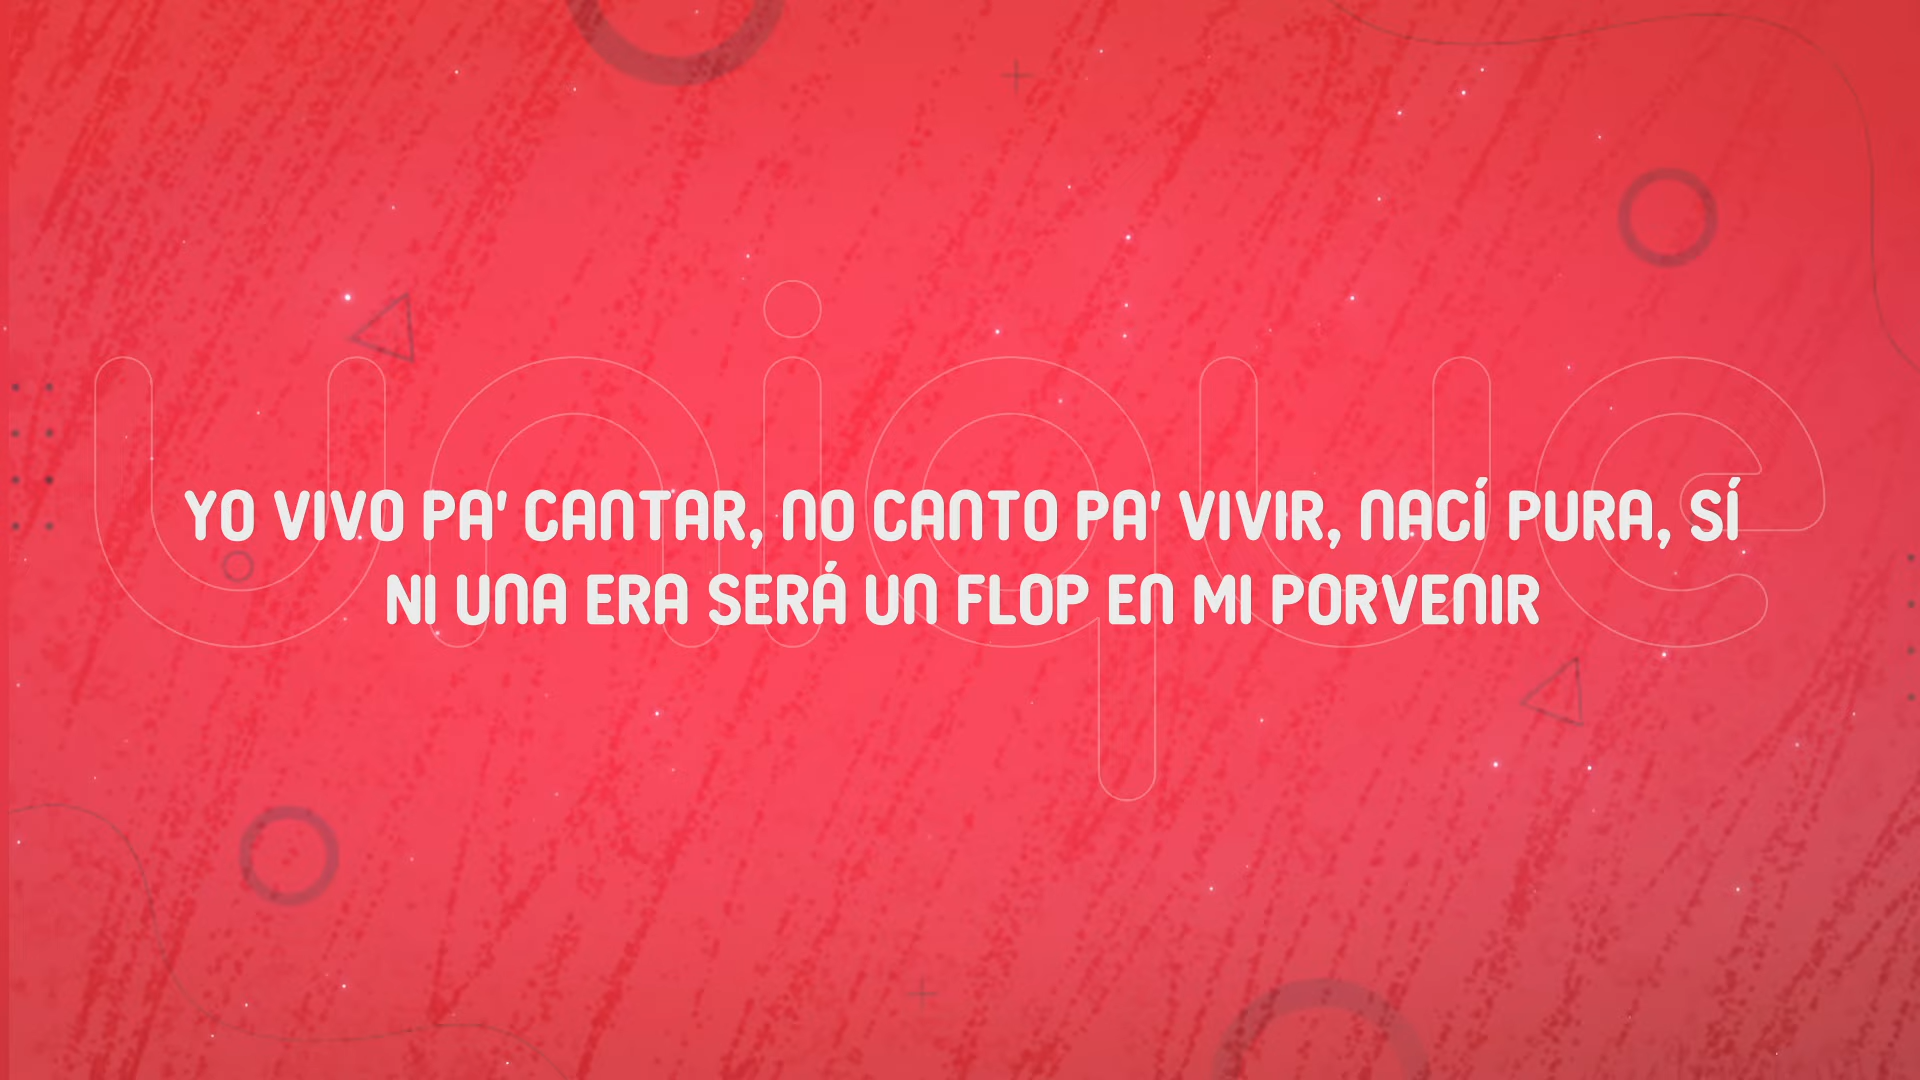 unique
YO VIVO PA' CANTAR, NO CANTO PA' VIVIR, NACÍ PURA, SÍ
NI UNA ERA SERÁ UN FLOP EN MI PORVENIR